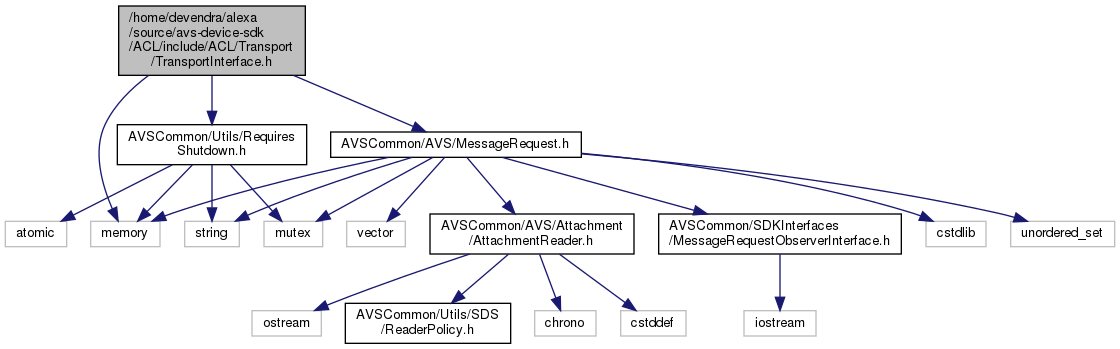 /home/devendra/alexa
/source/avs-device-sdk
/ACL/include/ACL/Transport
/TransportInterface.h
AVSCommon/Utils/Requires
Shutdown.h
AVSCommon/AVS/MessageRequest.h
atomic
memory
string
mutex
vector
AVSCommon/AVS/Attachment
/AttachmentReader.h
AVSCommon/SDKInterfaces
/MessageRequestObserverInterface.h
cstdlib
unordered_set
ostream
AVSCommon/Utils/SDS
/ReaderPolicy.h
chrono
cstddef
iostream